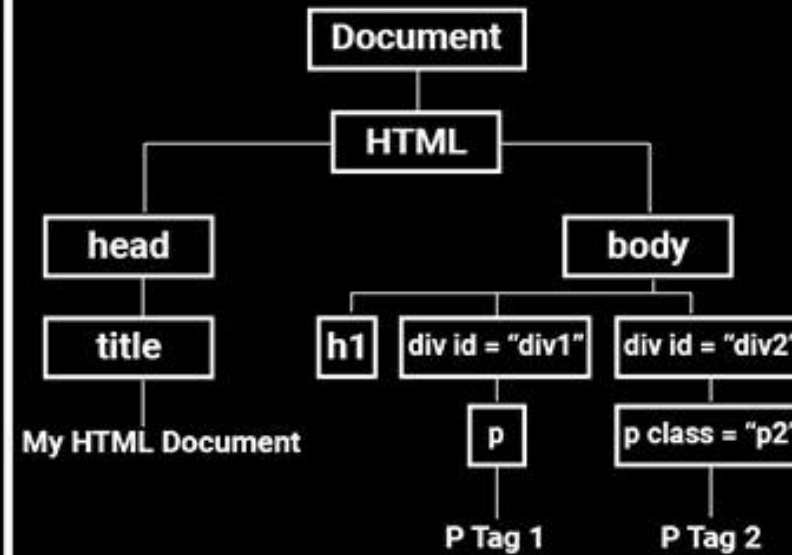 Document
HTML
head
body
title
h1
div id = “div1”
div id = “div2”
p
p class = “p2”
My HTML Document
P Tag 1
P Tag 2